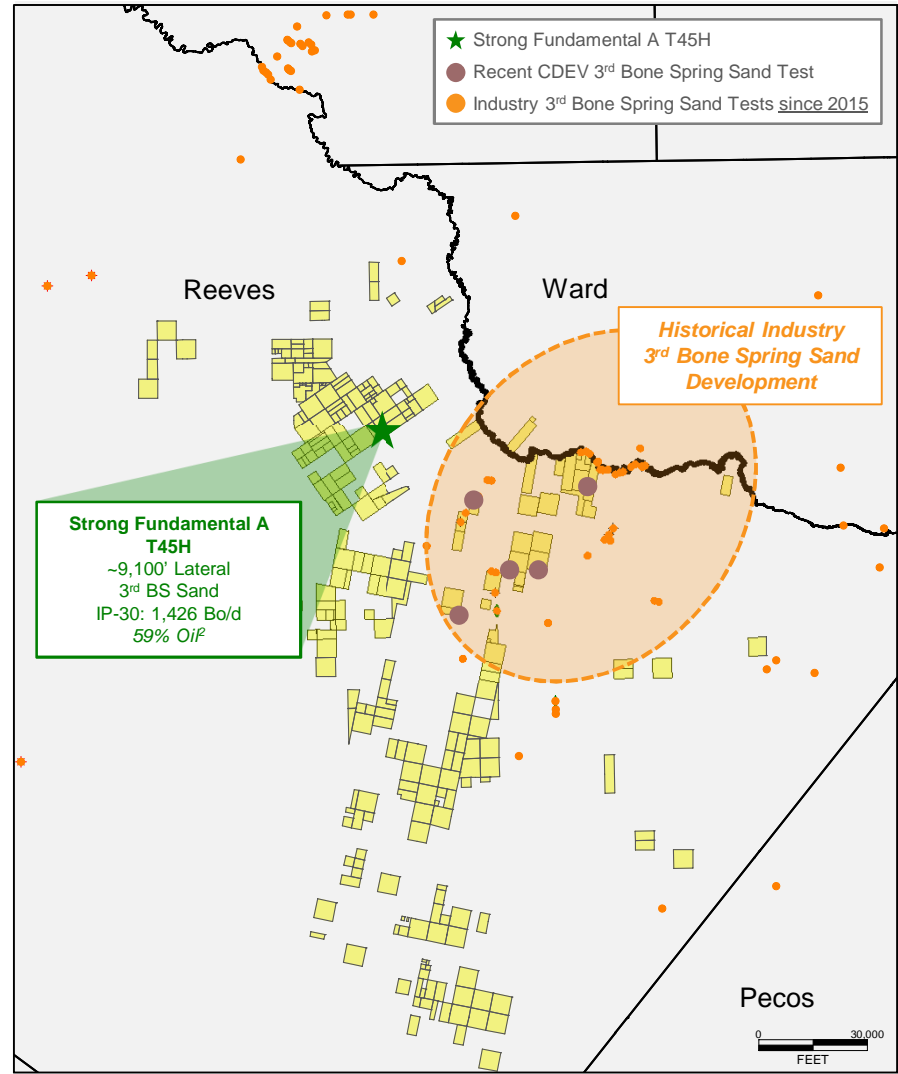 Strong Fundamental A T45H
Recent CDEV 3rd Bone Spring Sand Test
Industry 3rd Bone Spring Sand Tests since 2015
Reeves
Ward
Historical Industry
3rd Bone Spring Sand
Development
Strong Fundamental A
T45H
~9,100’ Lateral
3rd BS Sand
IP-30: 1,426 Bo/d
59% Oil2
Pecos
0 30,000
FEET